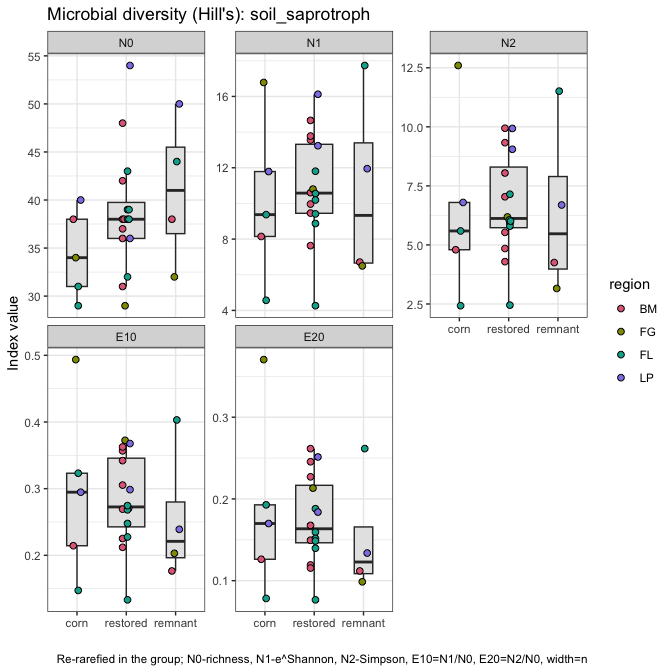 Microbial diversity (Hill's): soil_saprotroph
N0
N1
N2
55
50
45
40
35
30
16
12
8
4
12.5
10.0
7.5
5.0
2.5
corn restored remnant
Index value
region
BM
FG
FL
LP
E10
E20
0.5
0.4
0.3
0.2
0.3
0.2
0.1
corn restored remnant
corn restored remnant
Re-rarefied in the group; N0-richness, N1-e^Shannon, N2-Simpson, E10=N1/N0, E20=N2/N0, width=n